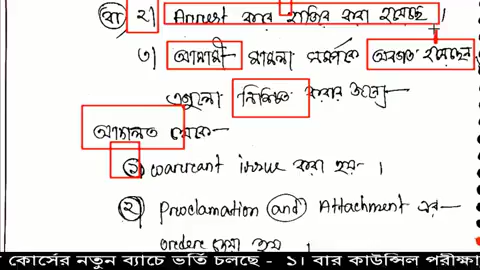 (বা) ২) Arrest করে হাজির করা হয়েছে।
৩) আসামী মামলা সম্পর্কে অবগত হয়েছেন
এগুলো নিশ্চিত করার জন্যে
আদালত থেকে—
১) warrant issue করা হয়।
২) Proclamation and Attachment এর—
order দেয়া হয়।
কোর্সের নতুন ব্যাচে ভর্তি চলছে - ১। বার কাউন্সিল পরীক্ষা